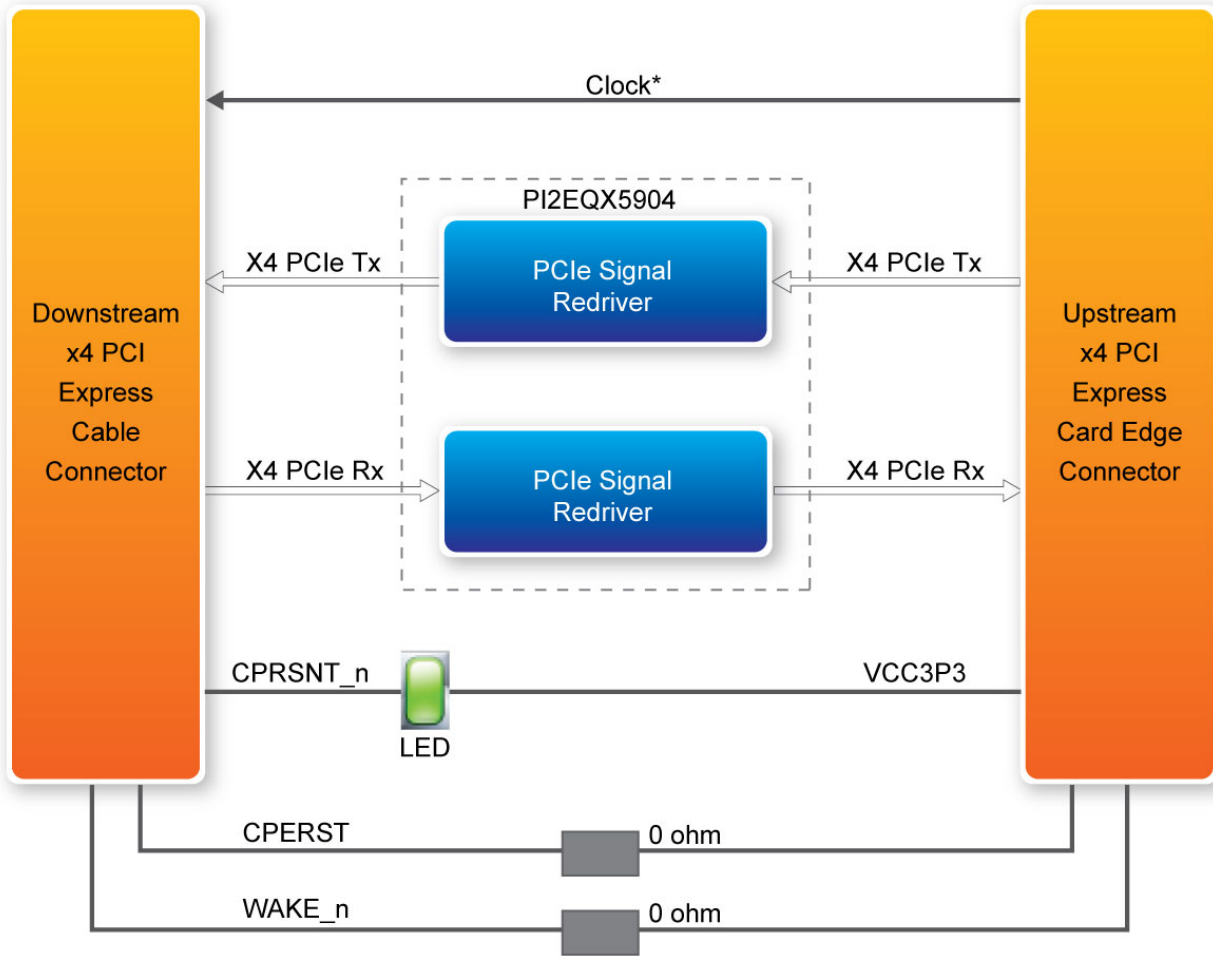 Clock*
PI2EQX5904
X4 PCIe Tx
PCIe Signal
Redriver
X4 PCIe Tx
Downstream
x4 PCI
Express
Cable
Connector
Upstream
x4 PCI
Express
Card Edge
Connector
X4 PCIe Rx
PCIe Signal
Redriver
X4 PCIe Rx
CPRSNT_n
VCC3P3
LED
CPERST
0 ohm
WAKE_n
0 ohm